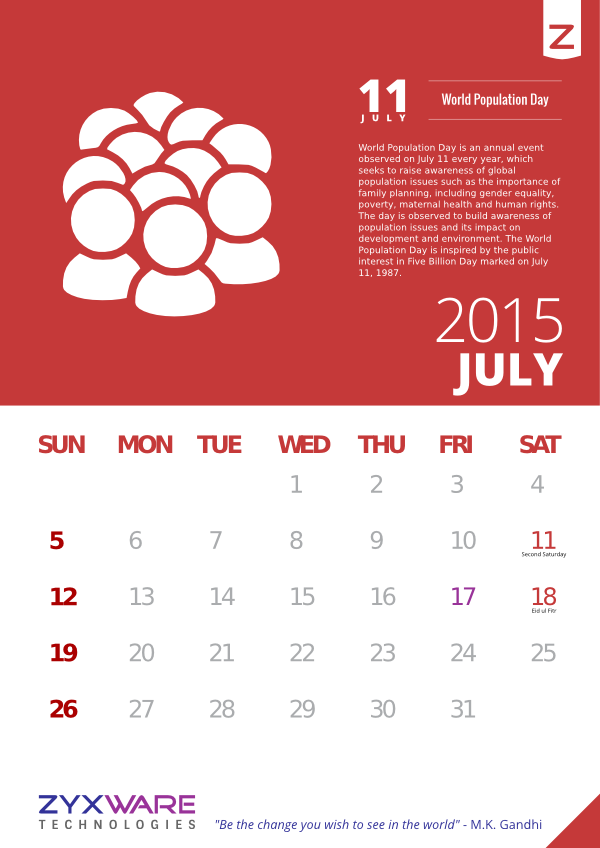 Z
11
JULY
World Population Day
World Population Day is an annual event
observed on July 11 every year, which
seeks to raise awareness of global
population issues such as the importance of
family planning, including gender equality,
poverty, maternal health and human rights.
The day is observed to build awareness of
population issues and its impact on
development and environment. The World
Population Day is inspired by the public
interest in Five Billion Day marked on July
11, 1987.
2015
JULY
SUN MON TUE WED THU FRI SAT
1 2 3 4
5 6 7 8 9 10 11
Second Saturday
12 13 14 15 16 17 18
Eid ul Fitr
19 20 21 22 23 24 25
26 27 28 29 30 31
ZYXWARE
TECHNOLOGIES
"Be the change you wish to see in the world" - M.K. Gandhi